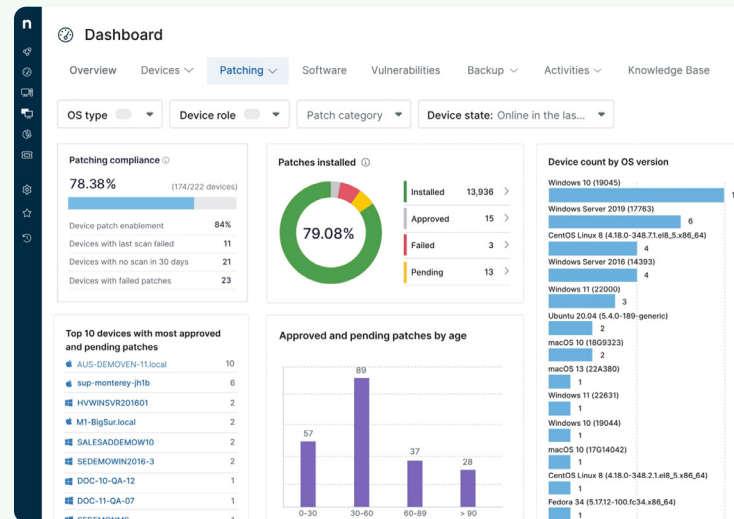 n
Dashboard
Overview Devices Patching Software Vulnerabilities Backup Activities Knowledge Base
OS type Device role Patch category Device state: Online in the las...
Patching compliance
78.38% (174/222 devices)
Device patch enablement 84%
Devices with last scan failed 11
Devices with no scan in 30 days 21
Devices with failed patches 23
Patches installed
79.08%
Installed 13,936
Approved 15
Failed 3
Pending 13
Device count by OS version
Windows 10 (19045)
1
Windows Server 2019 (17763)
6
CentOS Linux 8 (4.18.0-348.7.1.el8_5.x86_64)
4
Windows Server 2016 (14393)
4
Windows 11 (22000)
3
Ubuntu 20.04 (5.4.0-189-generic)
2
macOS 10 (18G9323)
2
macOS 13 (22A380)
1
Windows 11 (22631)
1
Windows 10 (19044)
1
macOS 10 (17G14042)
1
CentOS Linux 8 (4.18.0-348.2.1.el8_5.x86_64)
1
Fedora 34 (5.17.12-100.fc34.x86_64)
1
Top 10 devices with most approved
and pending patches
AUS-DEMOVEN-11.local 10
sup-monterey-jh1b 6
HVWINSVR201601 2
M1-BigSur.local 2
SALESADDEMOW10 2
SEDEMOWIN2016-3 2
DOC-10-QA-12 1
DOC-11-QA-07 1
Approved and pending patches by age
57 89 37 28
0-30 30-60 60-89 > 90